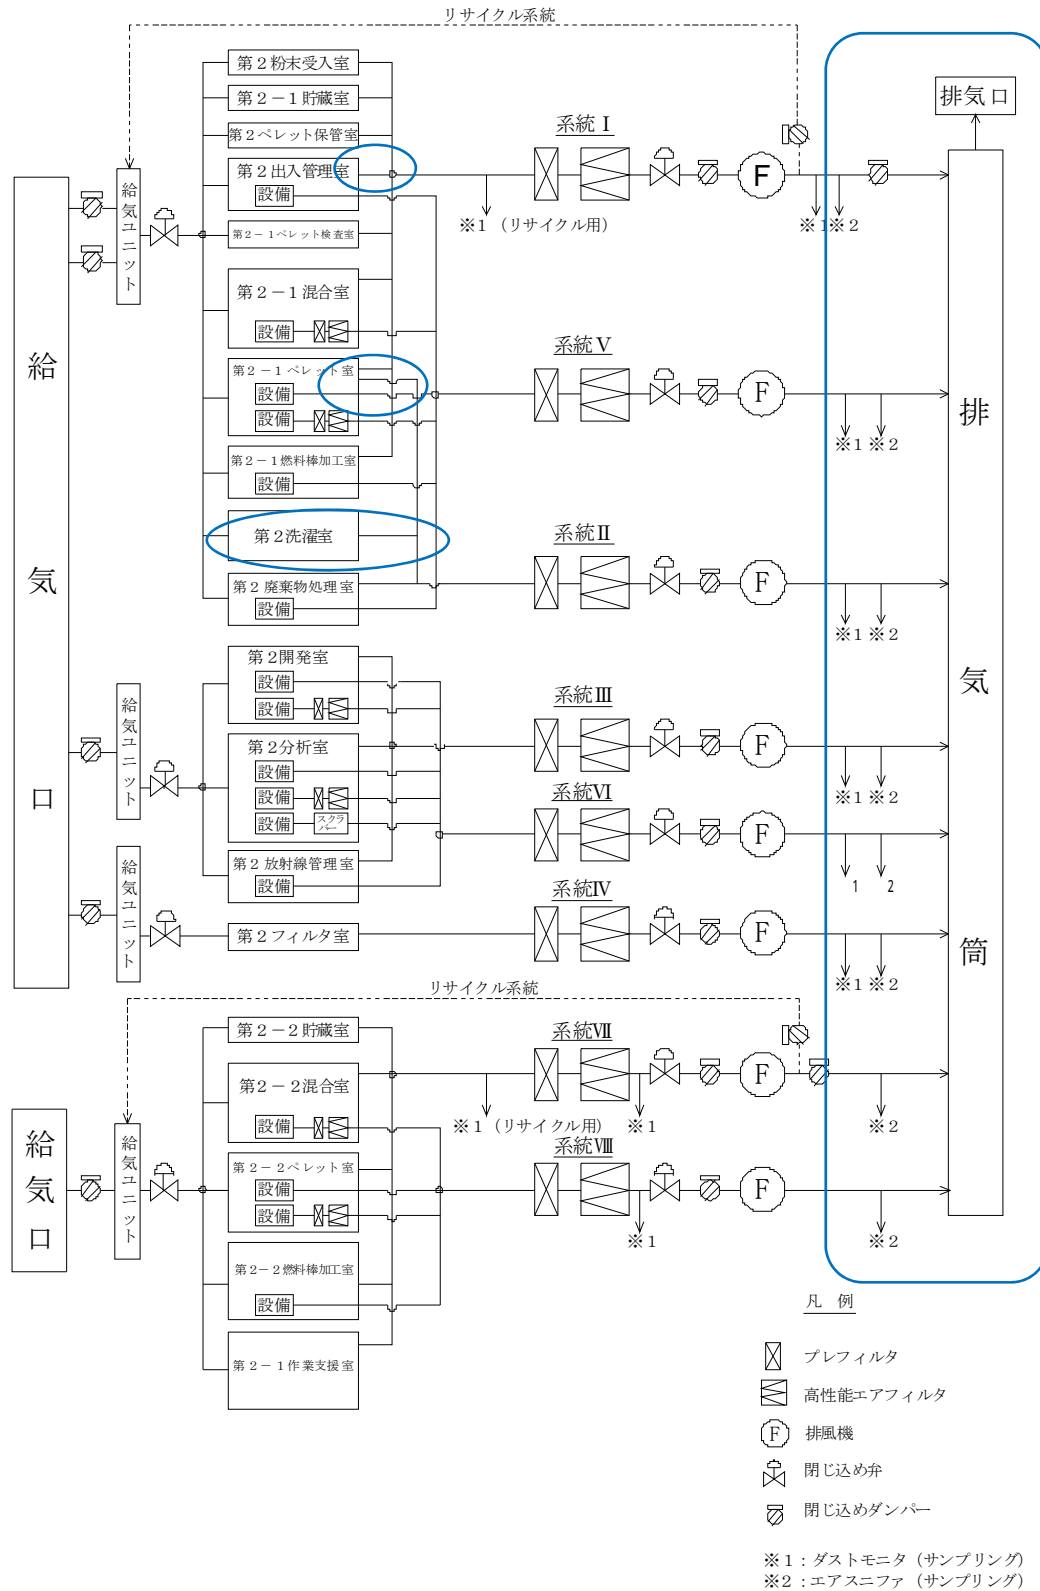 リサイクル系統
第２粉末受入室
第２－１貯蔵室
第２ペレット保管室
第２出入管理室
設備
第２－１ペレット検査室
第２－１混合室
設備
第２－１ペレット室
設備
設備
第２－１燃料棒加工室
設備
第２洗濯室
第２廃棄物処理室
設備
給気口
給気ユニット
系統Ⅰ
F
※１（リサイクル用）
※１
※２
排気口
排気筒
系統Ⅴ
F
※１ ※２
系統Ⅱ
F
※１ ※２
給気ユニット
第２開発室
設備
設備
第２分析室
設備
設備
設備
スクラバー
第２放射線管理室
設備
系統Ⅲ
F
※１ ※２
系統Ⅵ
F
1 2
給気ユニット
第２フィルタ室
系統Ⅳ
F
※１ ※２
リサイクル系統
給気口
給気ユニット
第２－２貯蔵室
第２－２混合室
設備
第２－２ペレット室
設備
設備
第２－２燃料棒加工室
設備
第２－１作業支援室
系統Ⅶ
F
※１（リサイクル用）
※１
※２
系統Ⅷ
F
※１
※２
凡 例
プレフィルタ
高性能エアフィルタ
F 排風機
閉じ込め弁
閉じ込めダンパー
※１：ダストモニタ（サンプリング）
※２：エアスニファ（サンプリング）